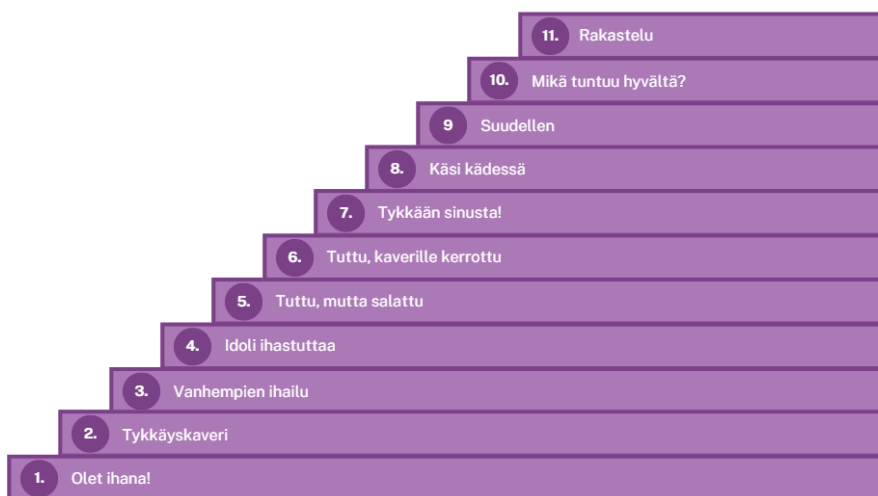 11. Rakastelu
10. Mikä tuntuu hyvältä?
9 Suudellen
8. Käsi kädessä
7. Tykkään sinusta!
6. Tuttu, kaverille kerrottu
5. Tuttu, mutta salattu
4. Idoli ihastuttaa
3. Vanhempien ihailu
2. Tykkäyskaveri
1. Olet ihana!